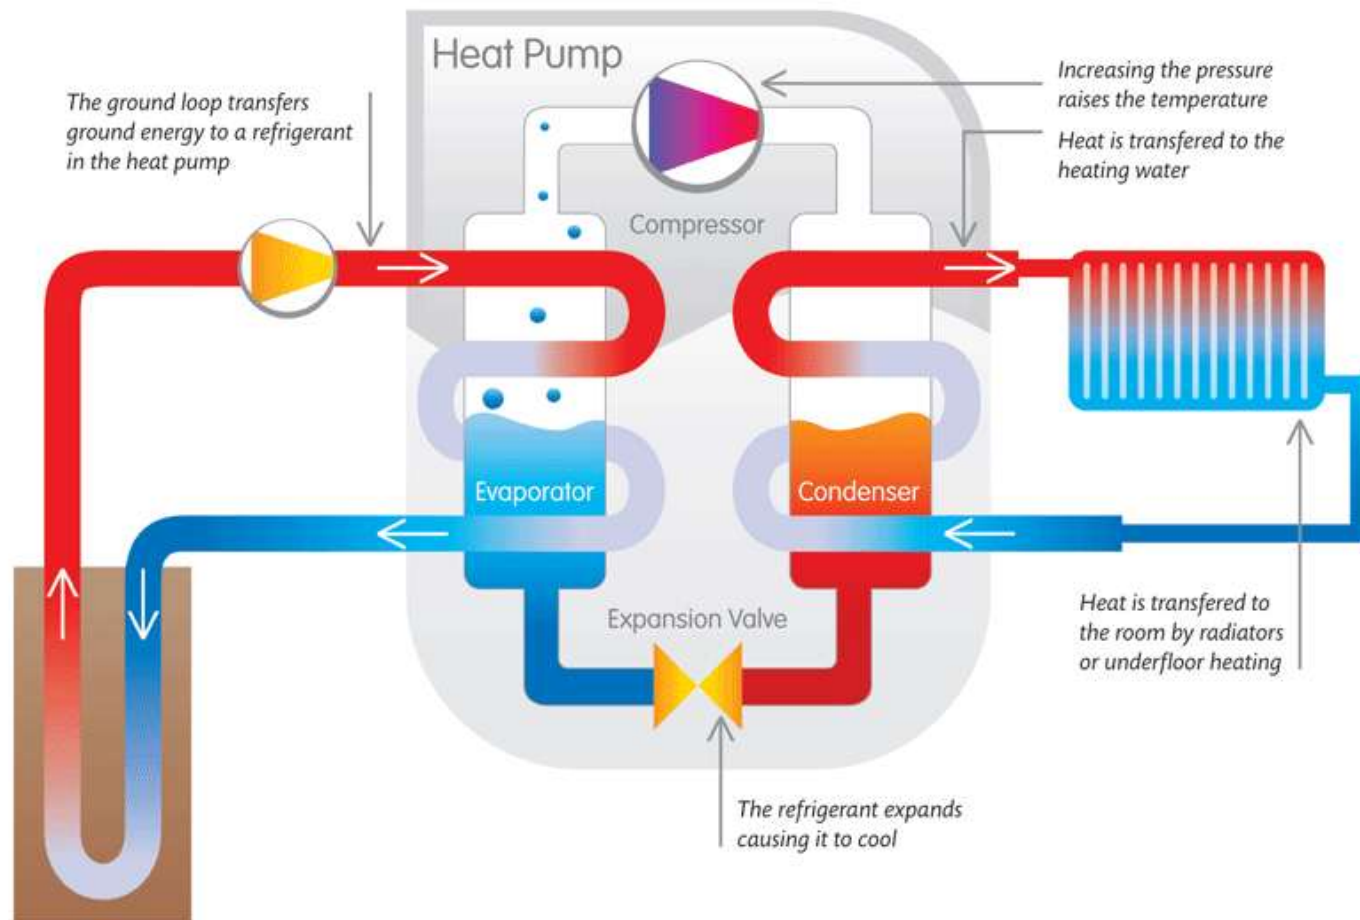 Heat Pump
The ground loop transfers
ground energy to a refrigerant
in the heat pump
Increasing the pressure
raises the temperature
Heat is transfered to the
heating water
Compressor
Evaporator
Condenser
Expansion Valve
Heat is transfered to
the room by radiators
or underfloor heating
The refrigerant expands
causing it to cool